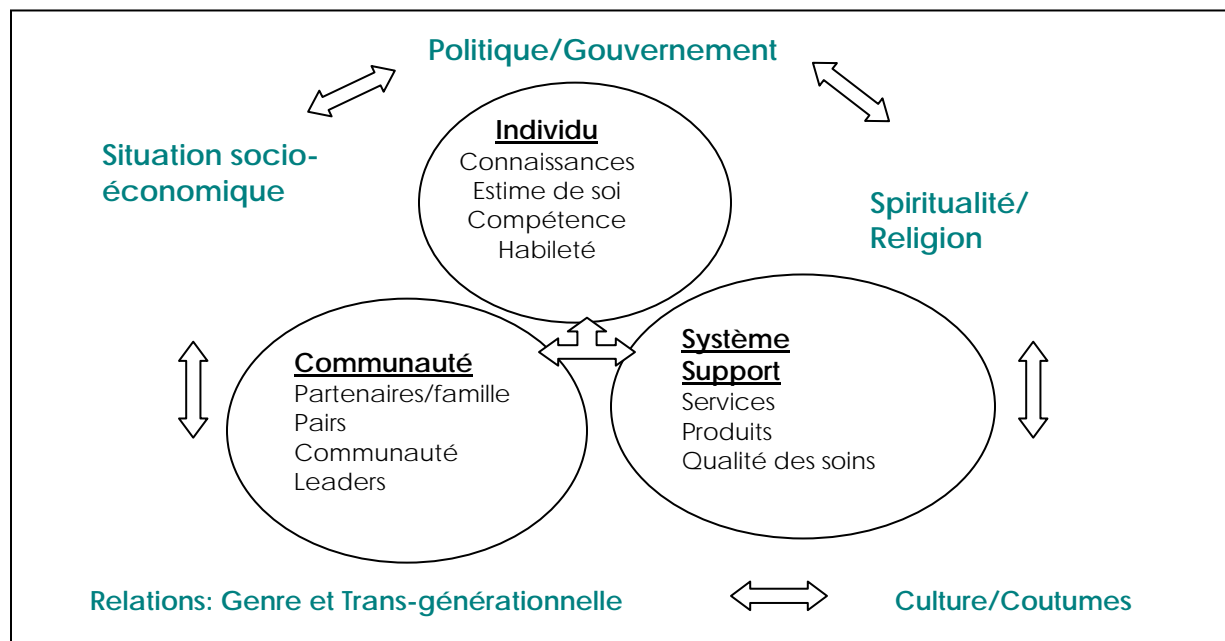 Politique/Gouvernement
Situation socio-
économique
Individu
Connaissances
Estime de soi
Compétence
Habileté
Spiritualité/
Religion
Communauté
Partenaires/famille
Pairs
Communauté
Leaders
Système
Support
Services
Produits
Qualité des soins
Relations: Genre et Trans-générationnelle
Culture/Coutumes